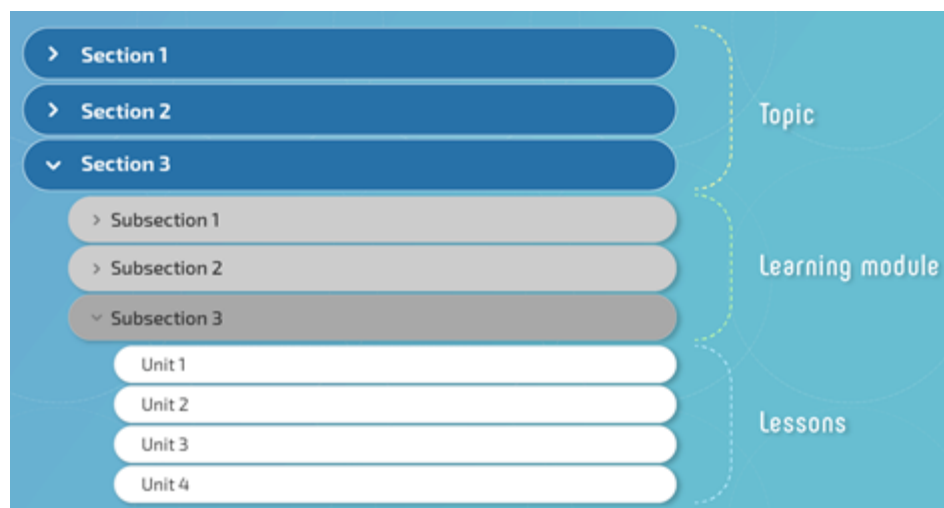 Section 1
Section 2
Topic
Section 3
Subsection 1
Subsection 2
Learning module
Subsection 3
Unit 1
Unit 2
Lessons
Unit 3
Unit 4